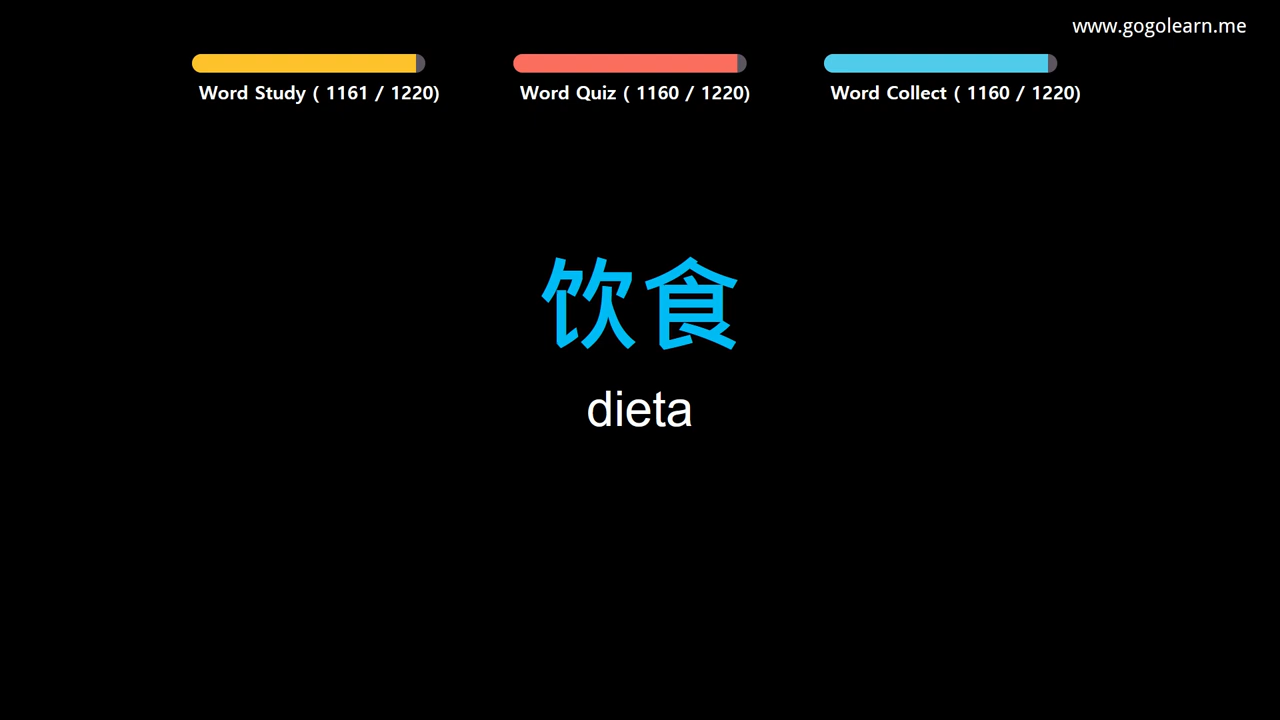 www.gogolearn.me
Word Study ( 1161 / 1220)
Word Quiz ( 1160 / 1220)
Word Collect ( 1160 / 1220)
饮食
dieta